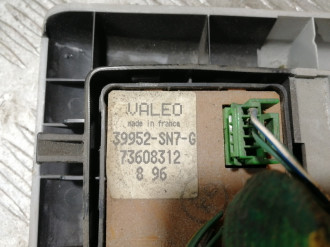 VALEO
made in france
39952-SN7-G
73608312
8 96